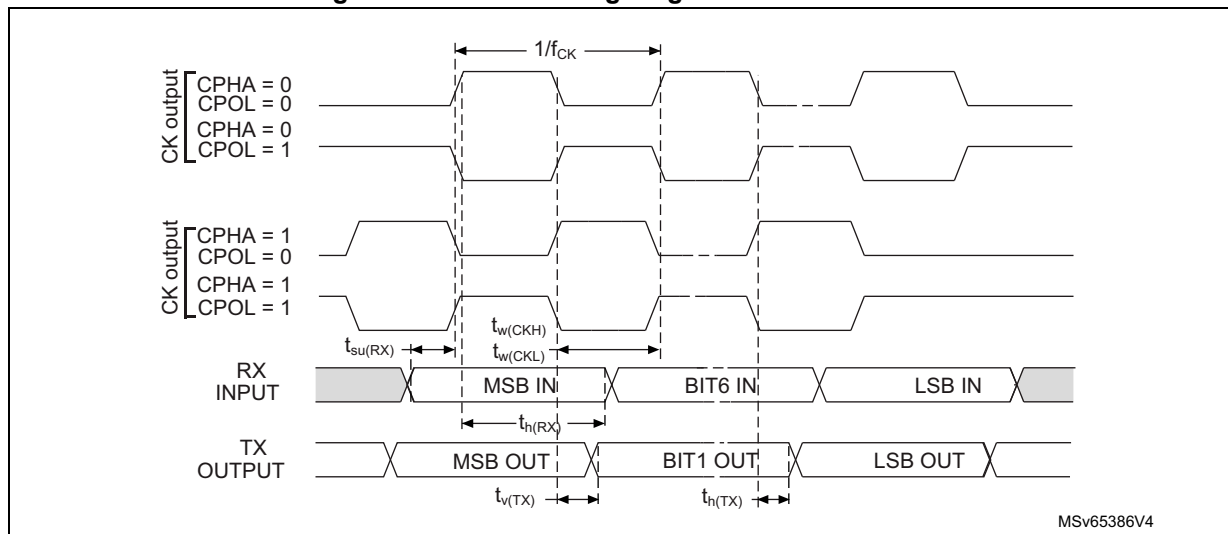 1/fCK
CK output
CPHA = 0
CPOL = 0
CPHA = 0
CPOL = 1
CK output
CPHA = 1
CPOL = 0
CPHA = 1
CPOL = 1
tw(CKH)
tw(CKL)
tsu(RX)
RX
INPUT
MSB IN
BIT6 IN
LSB IN
th(RX)
TX
OUTPUT
MSB OUT
BIT1 OUT
LSB OUT
tv(TX)
th(TX)
MSv65386V4